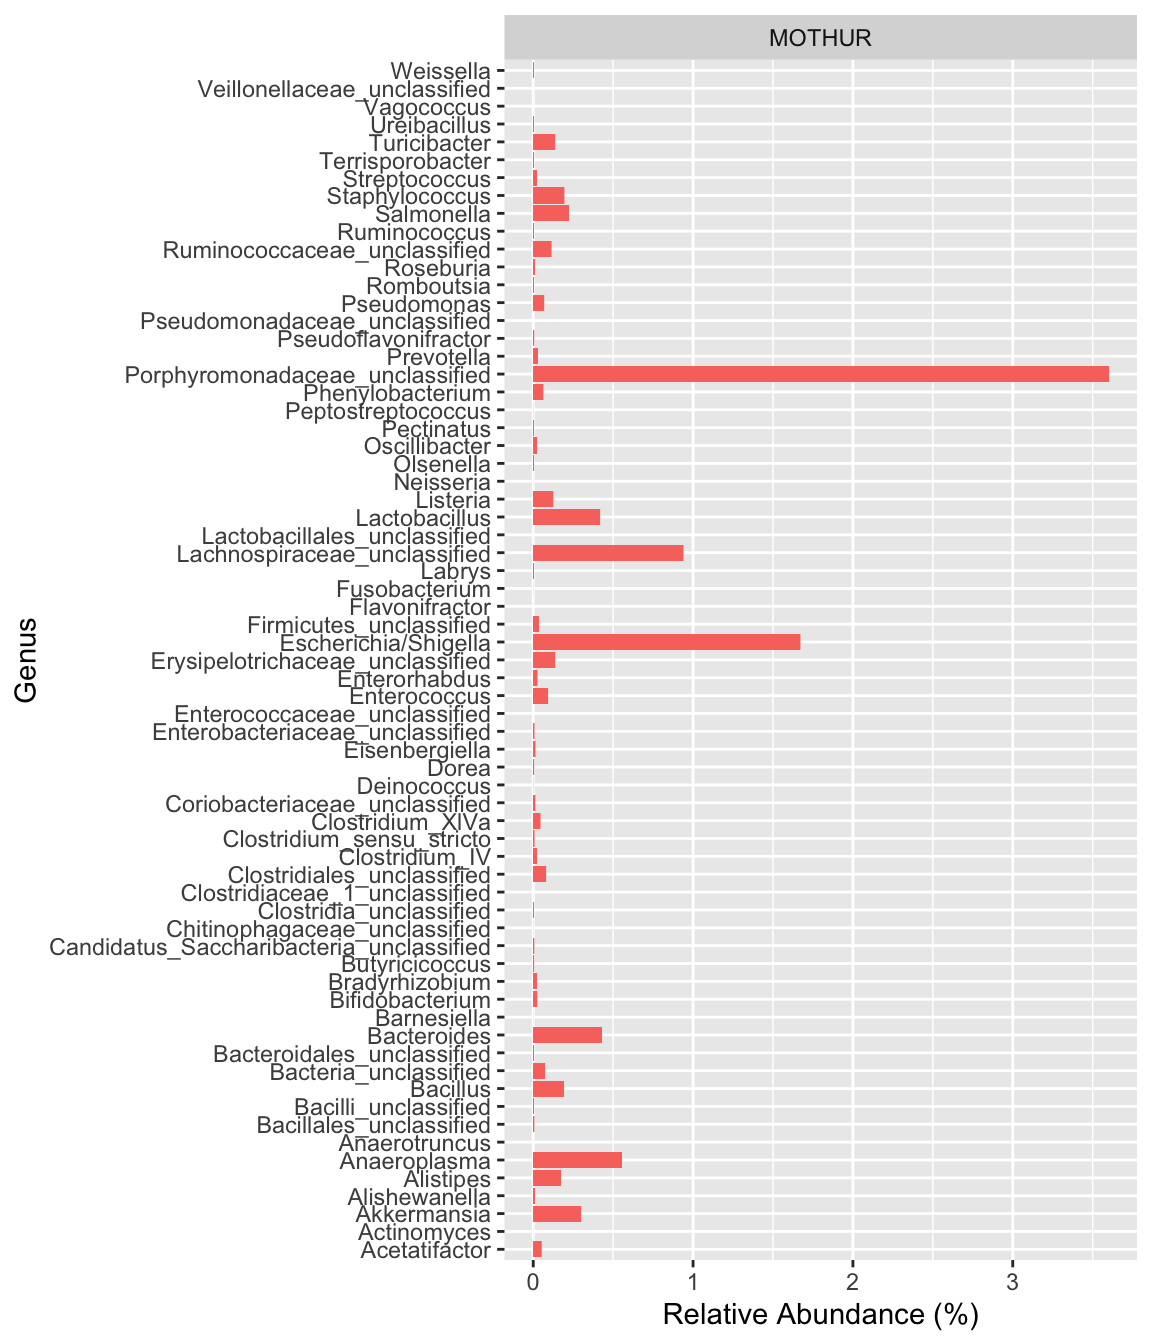 MOTHUR
Weissella
Veillonellaceae_unclassified
Vagococcus
Ureibacillus
Turicibacter
Terrisporobacter
Streptococcus
Staphylococcus
Salmonella
Ruminococcus
Ruminococcaceae_unclassified
Roseburia
Romboutsia
Pseudomonas
Pseudomonadaceae_unclassified
Pseudoflavonifractor
Prevotella
Porphyromonadaceae_unclassified
Phenylobacterium
Peptostreptococcus
Pectinatus
Oscillibacter
Olsenella
Neisseria
Listeria
Lactobacillus
Lactobacillales_unclassified
Lachnospiraceae_unclassified
Labrys
Fusobacterium
Flavonifractor
Firmicutes_unclassified
Escherichia/Shigella
Erysipelotrichaceae_unclassified
Enterorhabdus
Enterococcus
Enterococcaceae_unclassified
Enterobacteriaceae_unclassified
Eisenbergiella
Dorea
Deinococcus
Coriobacteriaceae_unclassified
Clostridium_XlVa
Clostridium_sensu_stricto
Clostridium_IV
Clostridiales_unclassified
Clostridiaceae_1_unclassified
Clostridia_unclassified
Chitinophagaceae_unclassified
Candidatus_Saccharibacteria_unclassified
Butyricicoccus
Bradyrhizobium
Bifidobacterium
Barnesiella
Bacteroides
Bacteroidales_unclassified
Bacteria_unclassified
Bacillus
Bacilli_unclassified
Bacillales_unclassified
Anaerotruncus
Anaeroplasma
Alistipes
Alishewanella
Akkermansia
Actinomyces
Acetatifactor
Genus
0 1 2 3
Relative Abundance (%)